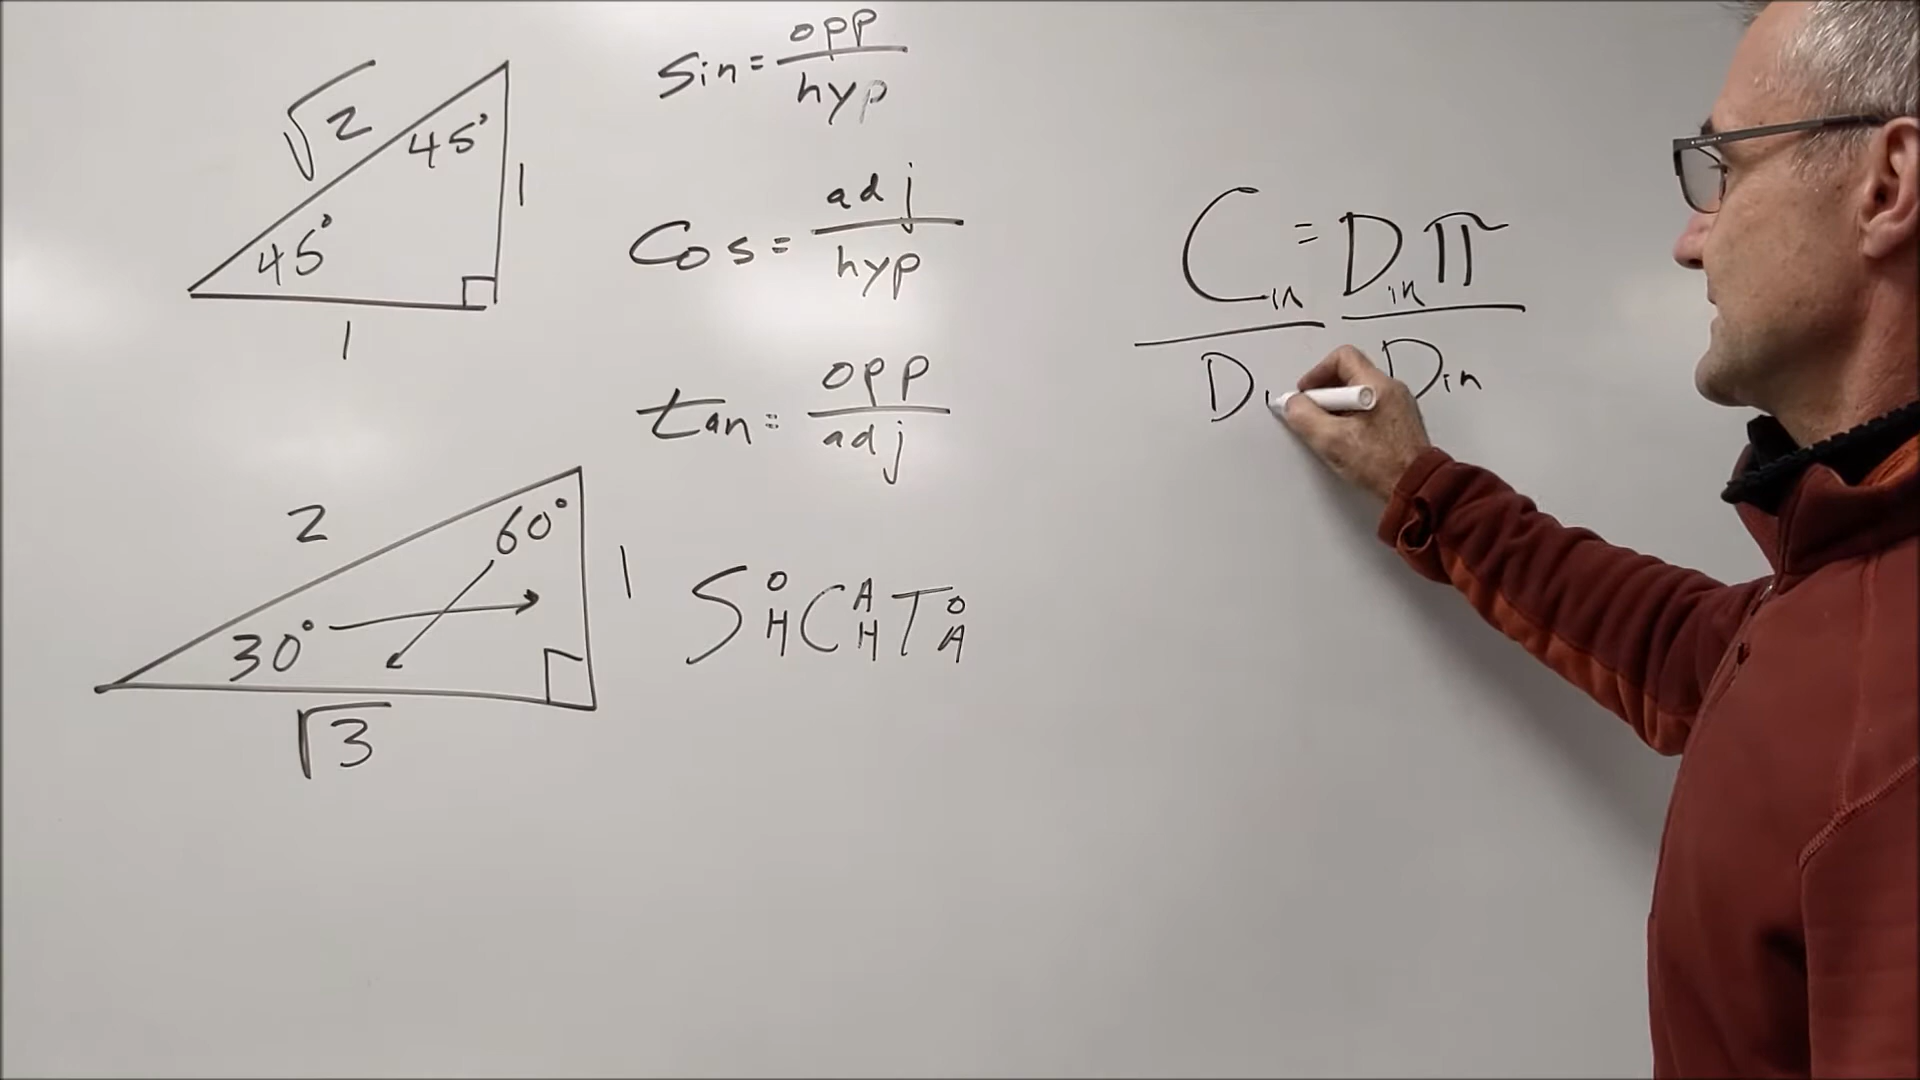 √2
45°
45°
1
1
2
60°
30°
1
√3
Sin = opp/hyp
Cos = adj/hyp
tan = opp/adj
S O/H C A/H T O/A
C in = D in π
D Din